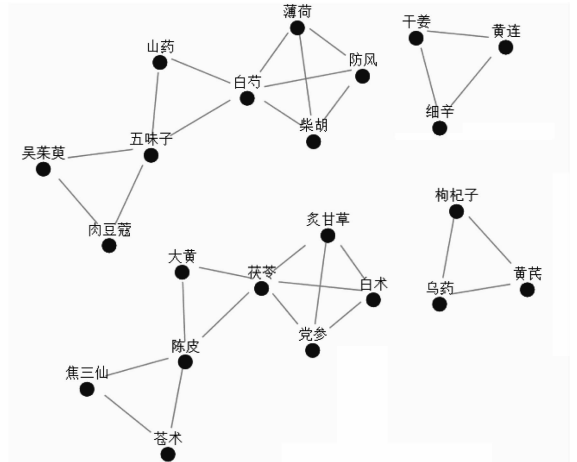 薄荷
干姜
黄连
山药
防风
白芍
细辛
柴胡
五味子
吴茱萸
肉豆蔻
枸杞子
炙甘草
大黄
茯苓
黄芪
白术
乌药
党参
陈皮
焦三仙
苍术